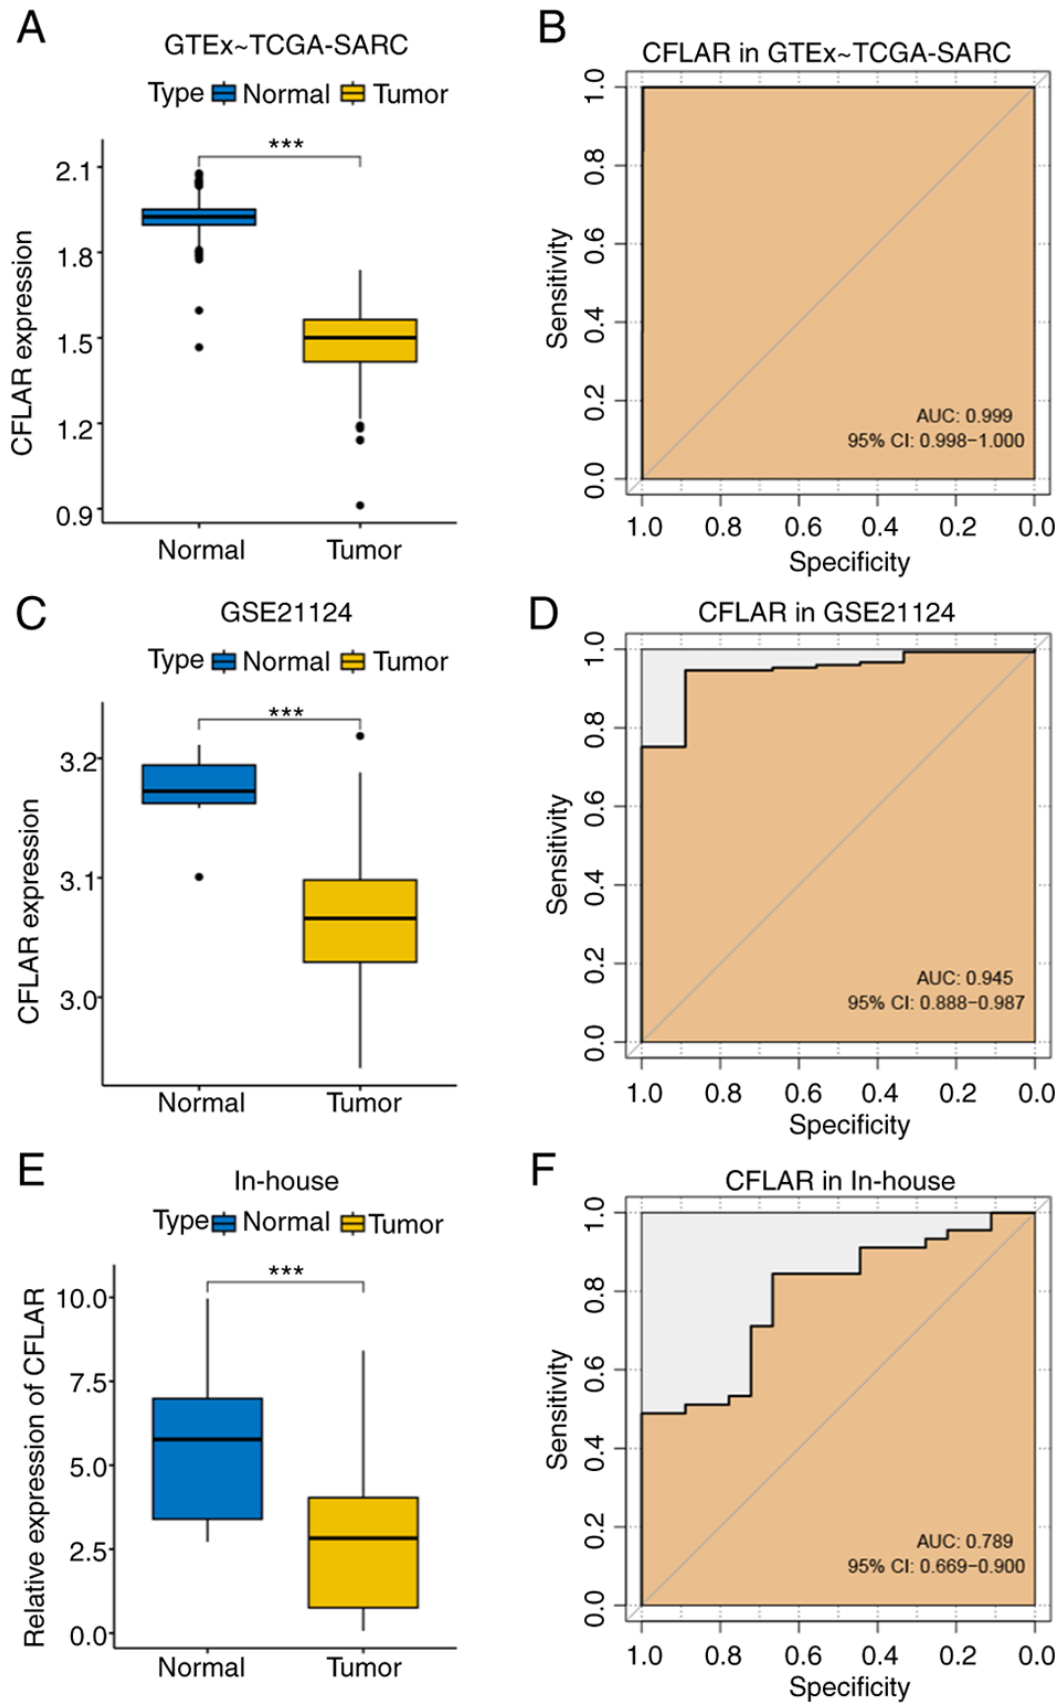 A
GTEx~TCGA-SARC
Type Normal Tumor
***
CFLAR expression
2.1
1.8
1.5
1.2
0.9
Normal Tumor
B
CFLAR in GTEx~TCGA-SARC
Sensitivity
1.0
0.8
0.6
0.4
0.2
0.0
AUC: 0.999
95% CI: 0.998–1.000
1.0 0.8 0.6 0.4 0.2 0.0
Specificity
C
GSE21124
Type Normal Tumor
***
CFLAR expression
3.2
3.1
3.0
Normal Tumor
D
CFLAR in GSE21124
Sensitivity
1.0
0.8
0.6
0.4
0.2
0.0
AUC: 0.945
95% CI: 0.888–0.987
1.0 0.8 0.6 0.4 0.2 0.0
Specificity
E
In-house
Type Normal Tumor
***
Relative expression of CFLAR
10.0
7.5
5.0
2.5
0.0
Normal Tumor
F
CFLAR in In-house
Sensitivity
1.0
0.8
0.6
0.4
0.2
0.0
AUC: 0.789
95% CI: 0.669–0.900
1.0 0.8 0.6 0.4 0.2 0.0
Specificity